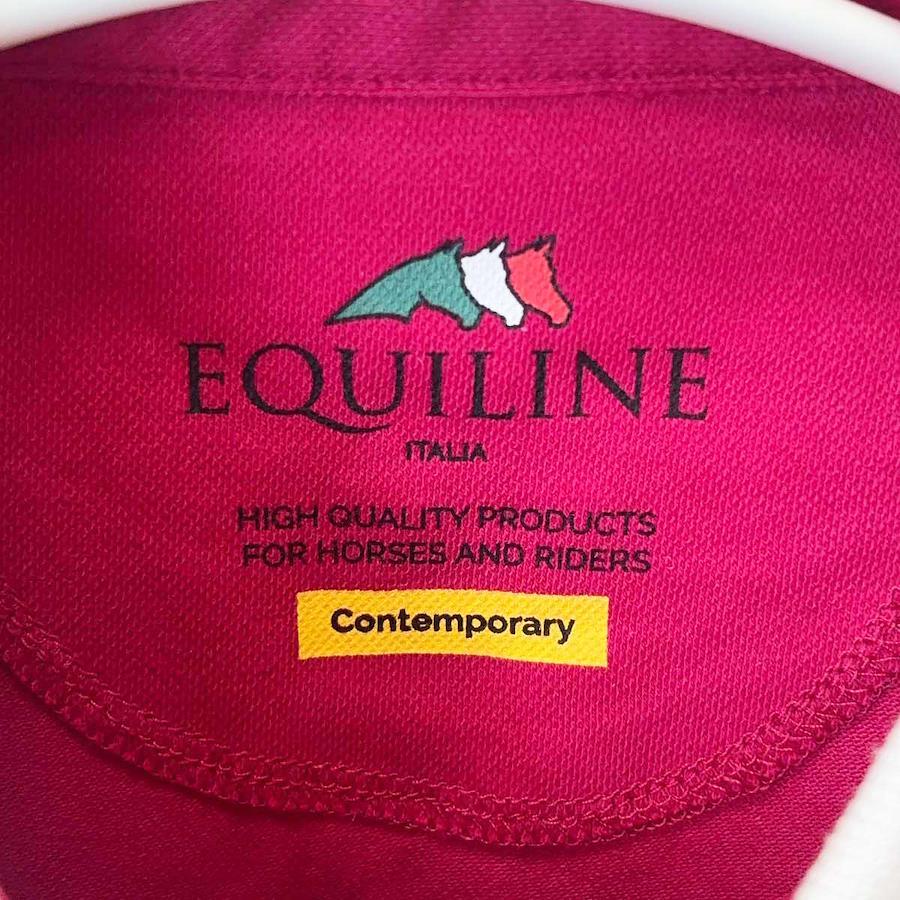 EQUILINE
ITALIA
HIGH QUALITY PRODUCTS
FOR HORSES AND RIDERS
Contemporary